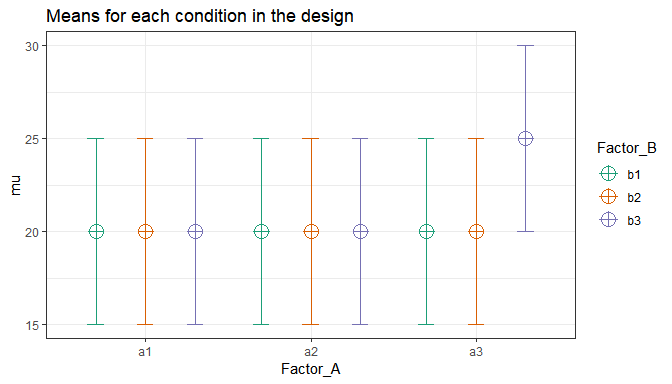 Means for each condition in the design
30
25
20
15
mu
a1
a2
a3
Factor_A
Factor_B
b1
b2
b3